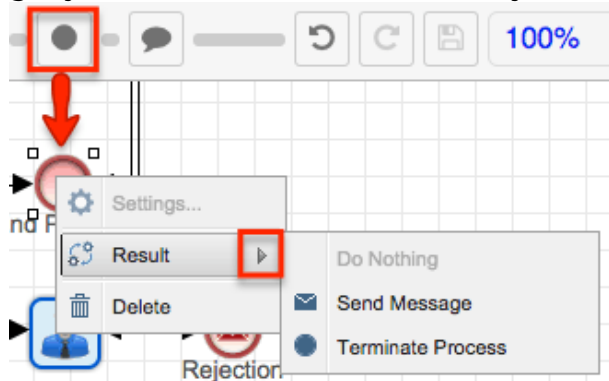 100%
Settings...
nd P
Result
Do Nothing
Delete
Send Message
Terminate Process
Rejection